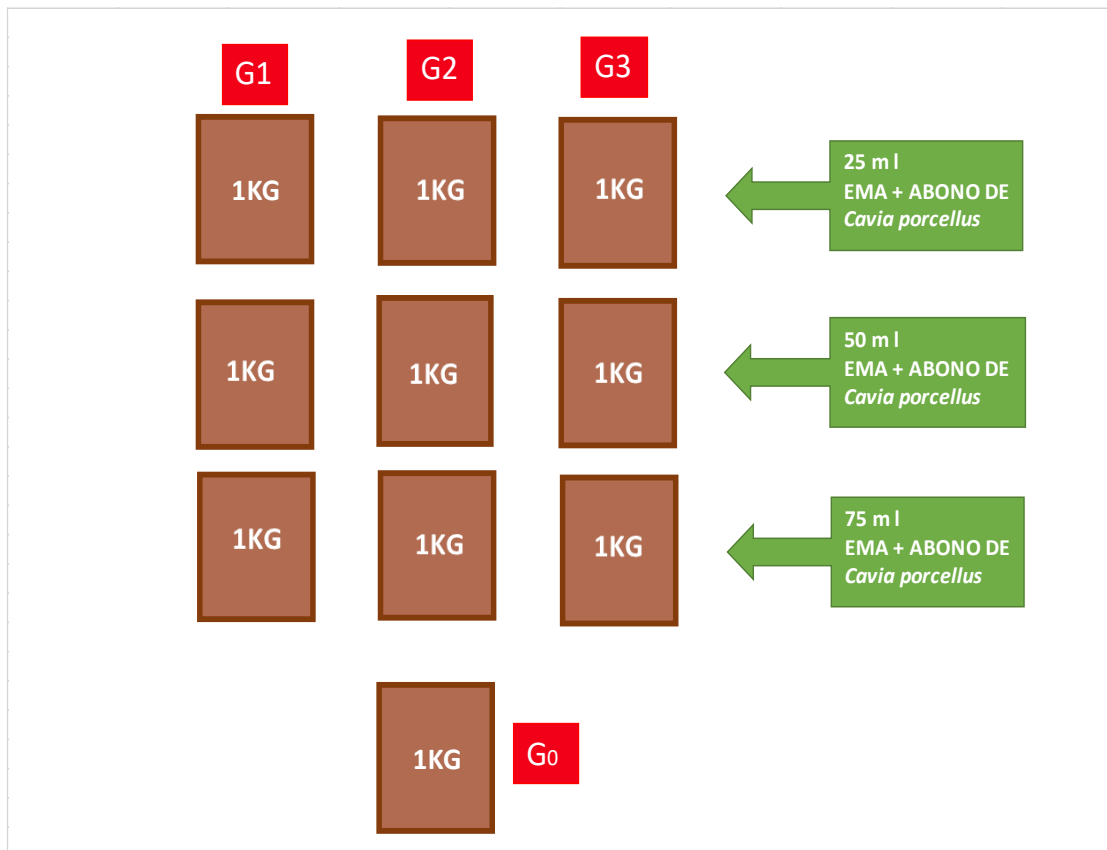 G1 G2 G3
1KG 1KG 1KG
25 m l
EMA + ABONO DE
Cavia porcellus
1KG 1KG 1KG
50 m l
EMA + ABONO DE
Cavia porcellus
1KG 1KG 1KG
75 m l
EMA + ABONO DE
Cavia porcellus
1KG G0